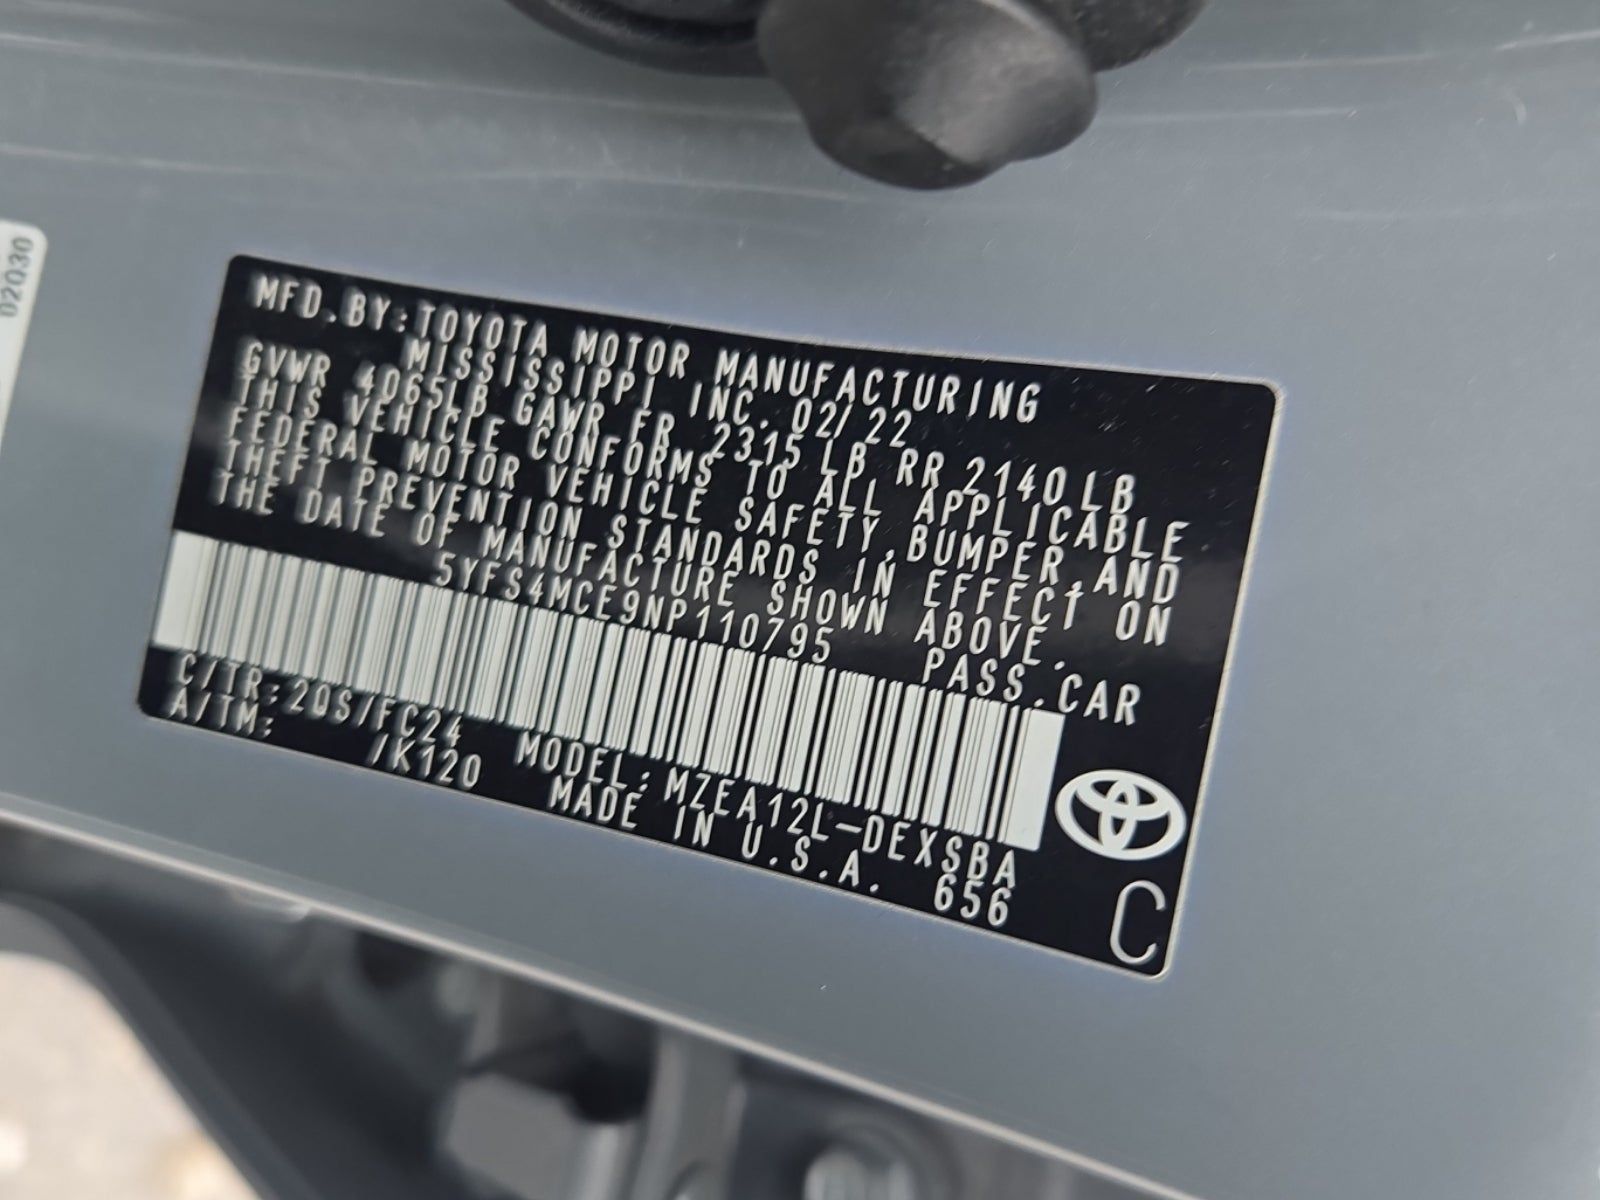 02030
MFD.BY:TOYOTA MOTOR MANUFACTURING
MISSISSIPPI, INC. 02/22
GVWR 4065LB GAWR FR 2315 LB RR 2140LB
THIS VEHICLE CONFORMS TO ALL APPLICABLE
FEDERAL MOTOR VEHICLE SAFETY,BUMPER,AND
THEFT PREVENTION STANDARDS IN EFFECT ON
THE DATE OF MANUFACTURE SHOWN ABOVE.
5YFS4MCE9NP110795 PASS.CAR
C/TR:2QS/FC24 MODEL:MZEA12L-DEXSBA
A/TM: /K120 MADE IN U.S.A. 656
C